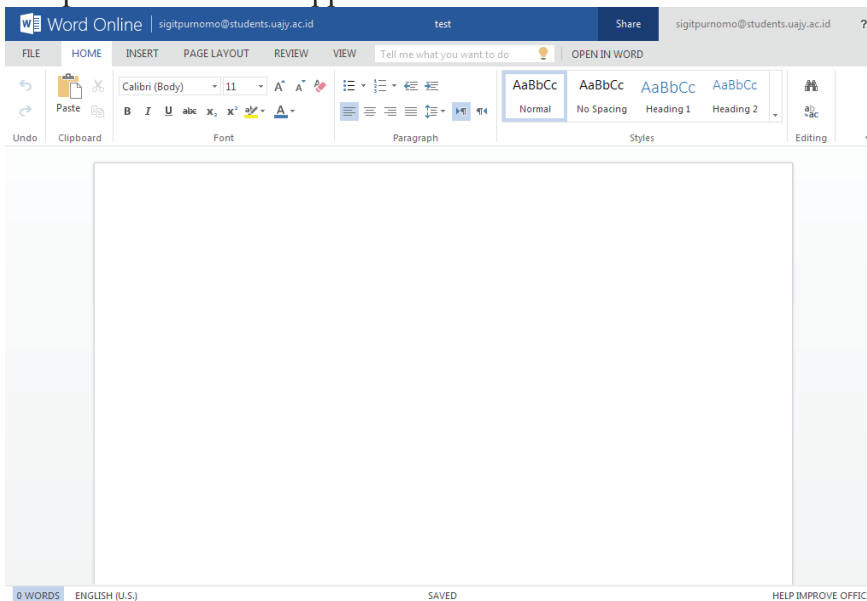 Word Online sigitpurnomo@students.uajy.ac.id test Share sigitpurnomo@students.uajy.ac.id ?
FILE HOME INSERT PAGE LAYOUT REVIEW VIEW Tell me what you want to do OPEN IN WORD
Calibri (Body) 11
Paste
AaBbCc AaBbCc AaBbCc AaBbCc
Normal No Spacing Heading 1 Heading 2
Undo Clipboard Font Paragraph Styles Editing
0 WORDS ENGLISH (U.S.) SAVED HELP IMPROVE OFFIC